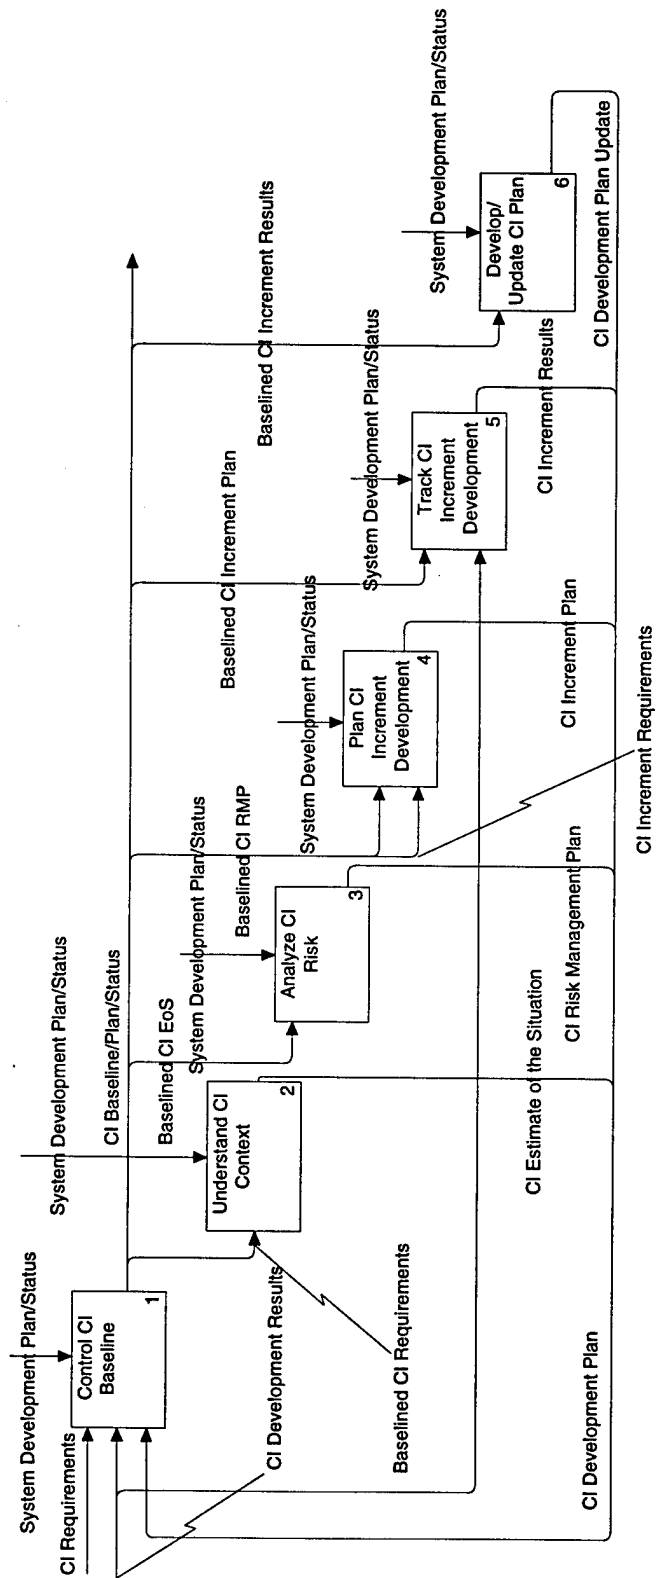 System Development Plan/Status
CI Requirements
Control CI
Baseline
1
CI Development Results
System Development Plan/Status
CI Baseline/Plan/Status
Understand CI
Context
2
Baselined CI Requirements
Baselined CI EoS
System Development Plan/Status
Analyze CI
Risk
3
CI Estimate of the Situation
CI Development Plan
Baselined CI RMP
System Development Plan/Status
Plan CI
Increment
Development
4
CI Risk Management Plan
CI Increment Requirements
Baselined CI Increment Plan
System Development Plan/Status
Track CI
Increment
Development
5
CI Increment Plan
Baselined CI Increment Results
System Development Plan/Status
Develop/
Update CI Plan
6
CI Increment Results
CI Development Plan Update